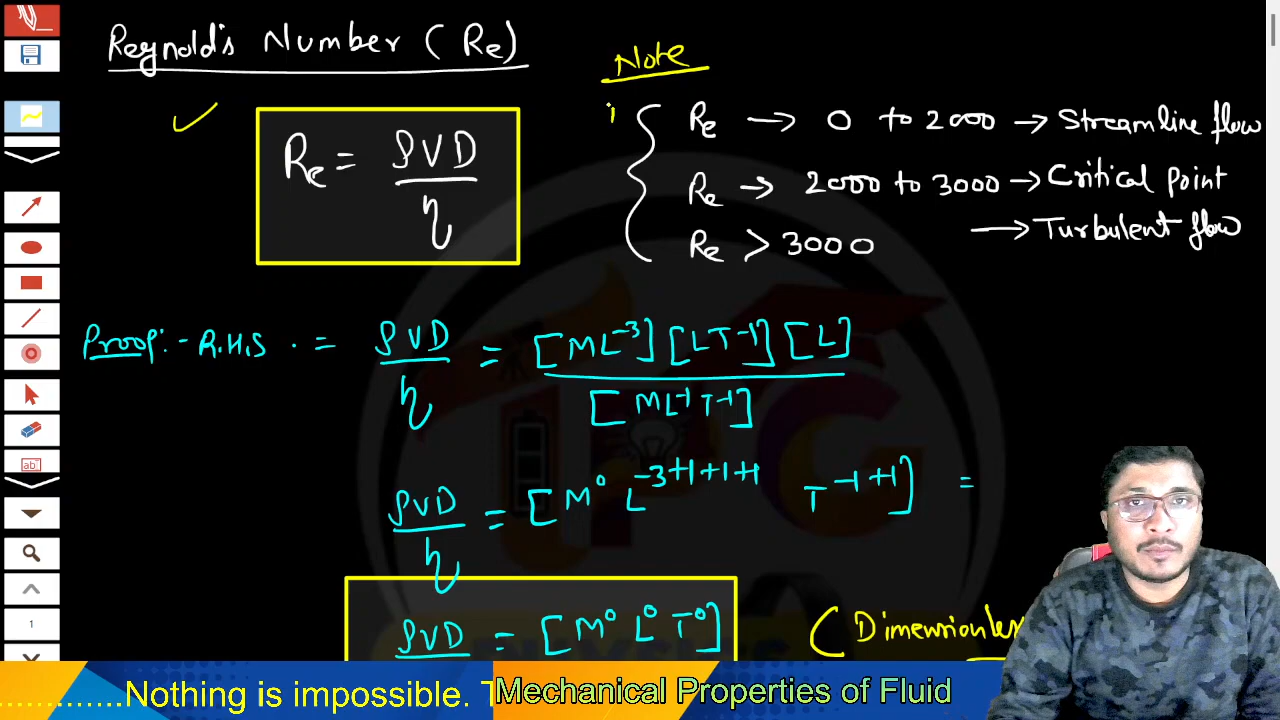 Reynold's Number (Re)
Re = ρVD / η
Note
Re → 0 to 2000 → Streamline flow
Re → 2000 to 3000 → Critical point
Re > 3000 → Turbulent flow
Proof:- R.H.S. = ρVD / η = [ML⁻³] [LT⁻¹] [L] / [ML⁻¹T⁻¹]
ρVD / η = [M⁰ L⁻³⁺¹⁺¹⁺¹ T⁻¹⁺¹] =
ρVD = [M⁰ L⁰ T⁰] (Dimensionless
ab
1
Nothing is impossible. T
Mechanical Properties of Fluid